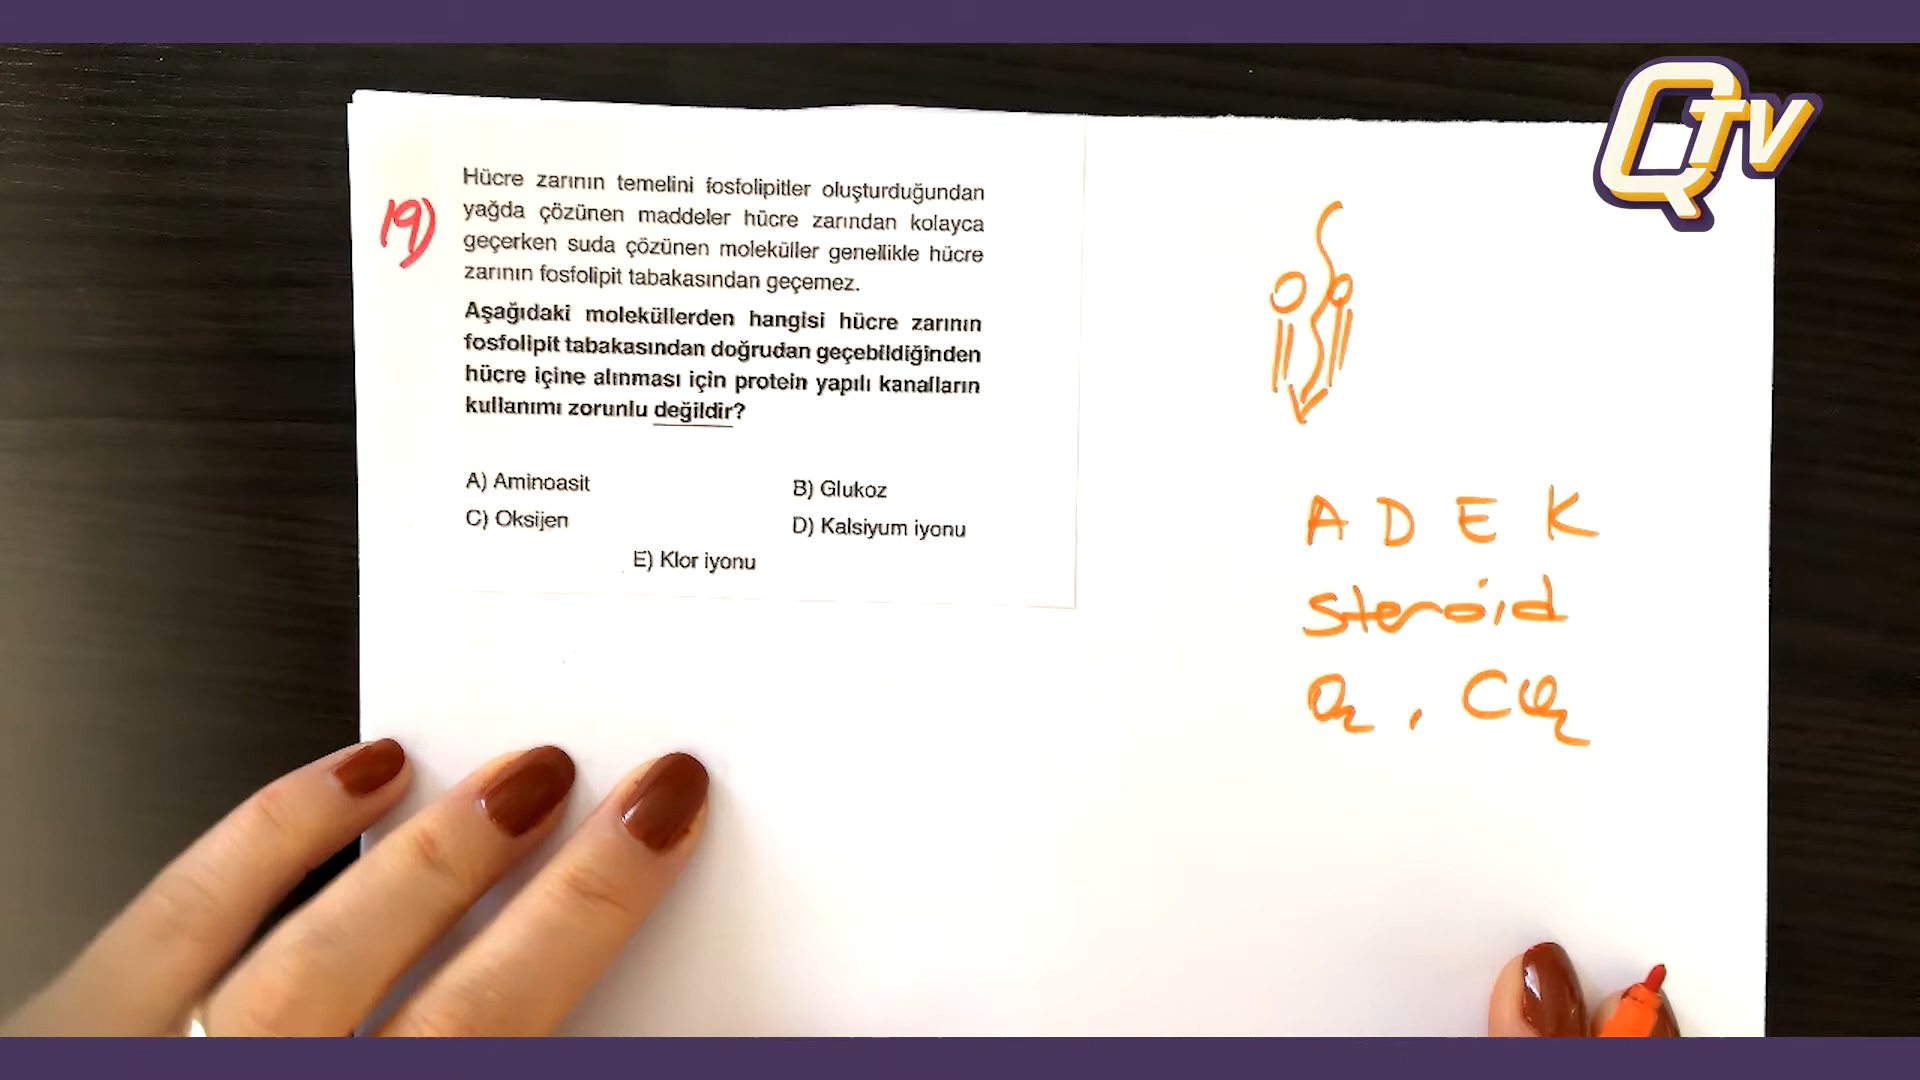 QTV
19)
Hücre zarının temelini fosfolipitler oluşturduğundan
yağda çözünen maddeler hücre zarından kolayca
geçerken suda çözünen moleküller genellikle hücre
zarının fosfolipit tabakasından geçemez.
Aşağıdaki moleküllerden hangisi hücre zarının
fosfolipit tabakasından doğrudan geçebildiğinden
hücre içine alınması için protein yapılı kanalların
kullanımı zorunlu değildir?
A) Aminoasit
B) Glukoz
C) Oksijen
D) Kalsiyum iyonu
E) Klor iyonu
A D E K
steroid
O₂, CO₂